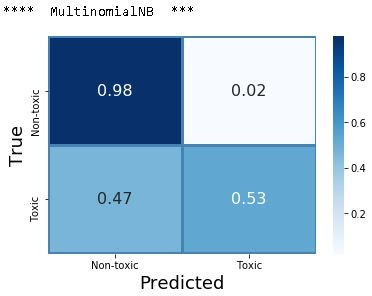 ****  MultinomialNB  ***
True
Non-toxic
Toxic
0.98
0.02
0.47
0.53
Non-toxic
Toxic
Predicted
0.8
0.6
0.4
0.2